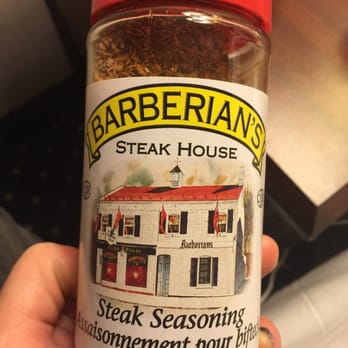 BARBERIAN'S
STEAK HOUSE
Barberians
Steak Seasoning
Assaisonnement pour bifteck